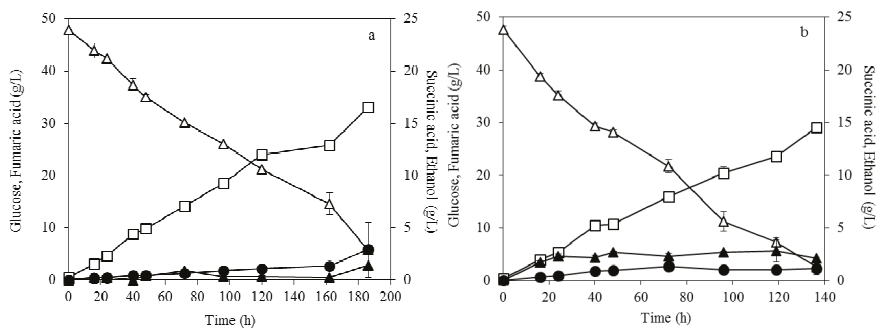 50
40
30
20
10
0
Glucose, Fumaric acid (g/L)
a
25
20
15
10
5
0
Succinic acid, Ethanol (g/L)
0 20 40 60 80 100 120 140 160 180 200
Time (h)
50
40
30
20
10
0
Glucose, Fumaric acid (g/L)
b
25
20
15
10
5
0
Succinic acid, Ethanol (g/L)
0 20 40 60 80 100 120 140
Time (h)